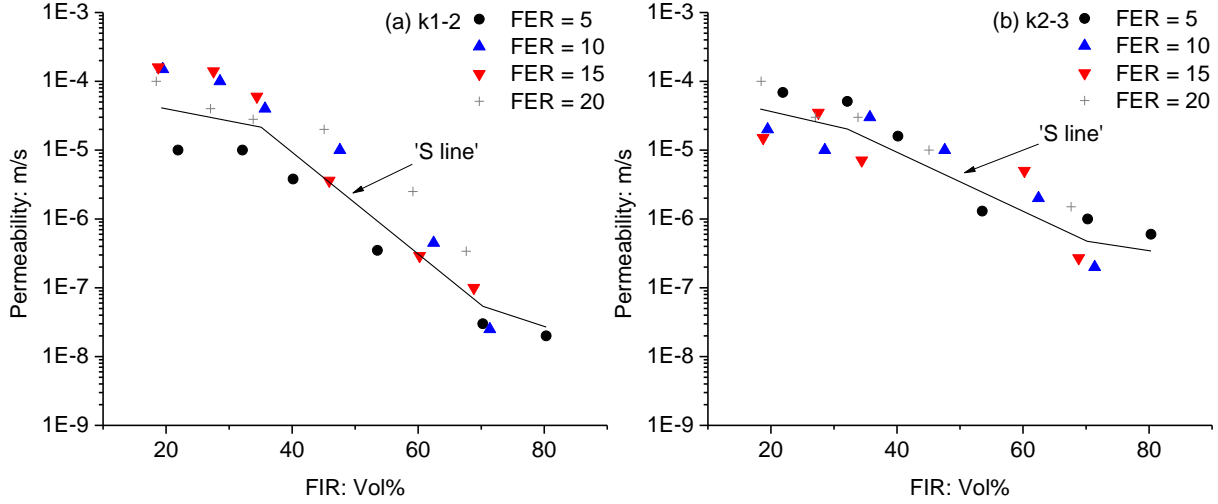 (a) k1-2
FER = 5
FER = 10
FER = 15
FER = 20
'S line'
1E-3
1E-4
1E-5
1E-6
1E-7
1E-8
1E-9
Permeability: m/s
20 40 60 80
FIR: Vol%
(b) k2-3
FER = 5
FER = 10
FER = 15
FER = 20
'S line'
1E-3
1E-4
1E-5
1E-6
1E-7
1E-8
1E-9
Permeability: m/s
20 40 60 80
FIR: Vol%